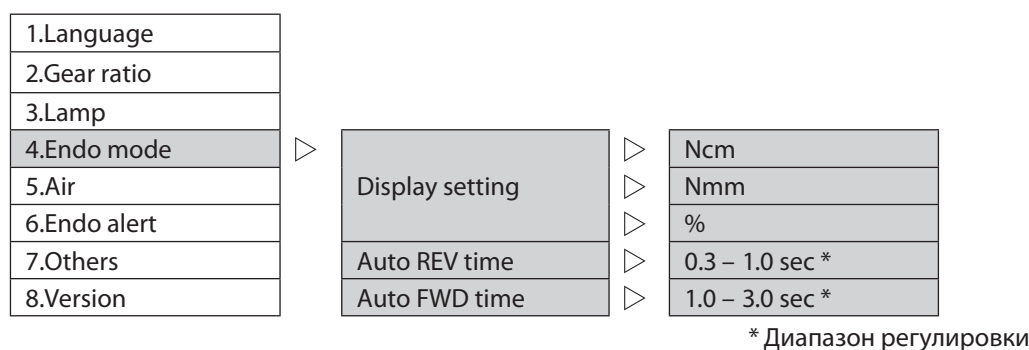 1.Language
2.Gear ratio
3.Lamp
4.Endo mode
5.Air
6.Endo alert
7.Others
8.Version
Display setting
Ncm
Nmm
%
Auto REV time
0.3 – 1.0 sec *
Auto FWD time
1.0 – 3.0 sec *
* Диапазон регулировки